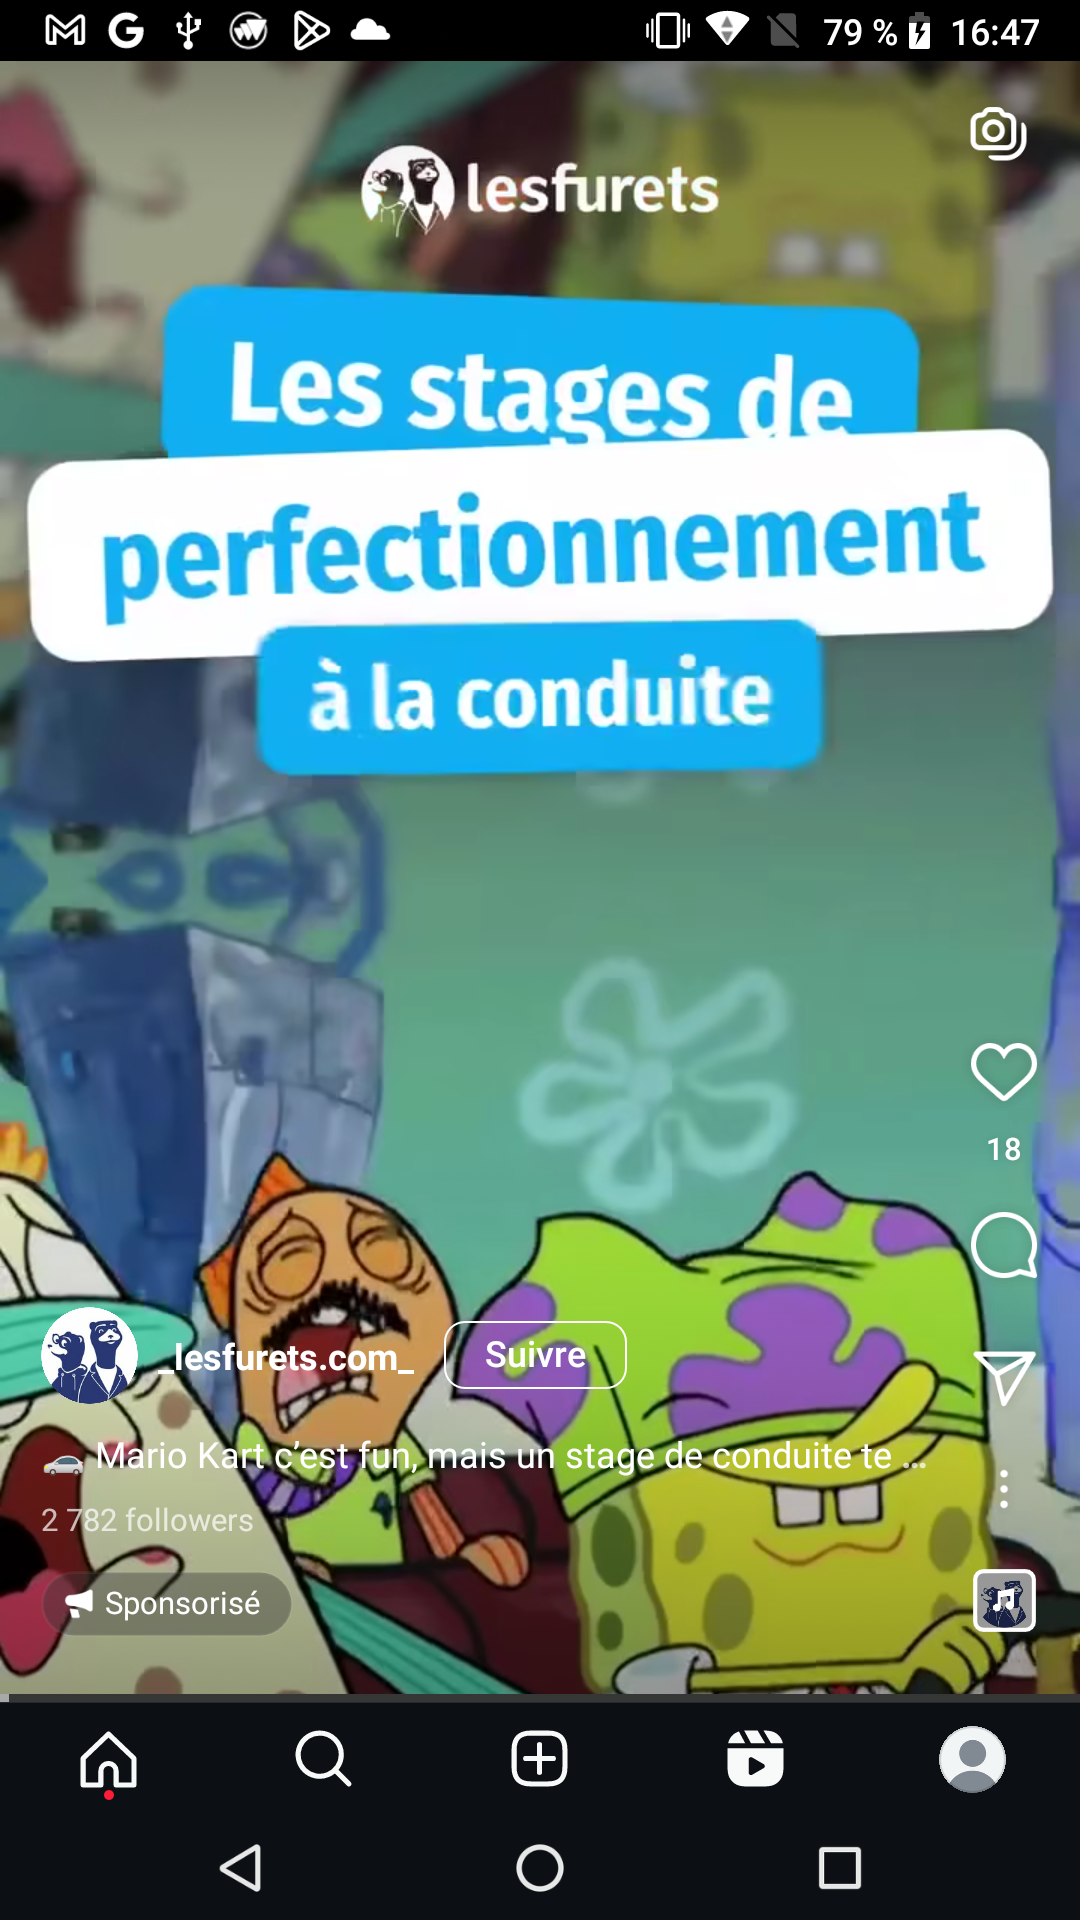 79 % 16:47
lesfurets
Les stages de
perfectionnement
à la conduite
18
_lesfurets.com_ Suivre
🚗 Mario Kart c’est fun, mais un stage de conduite te ...
2 782 followers
Sponsorisé